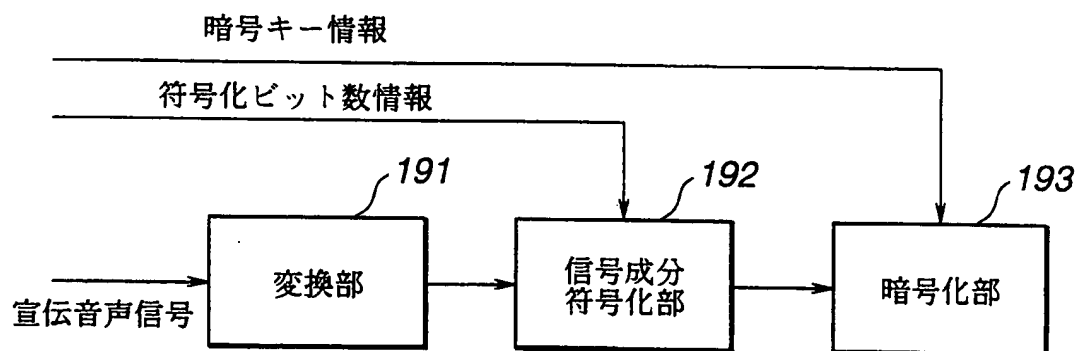 暗号キー情報
符号化ビット数情報
191
192
193
宣伝音声信号
変換部
信号成分
符号化部
暗号化部